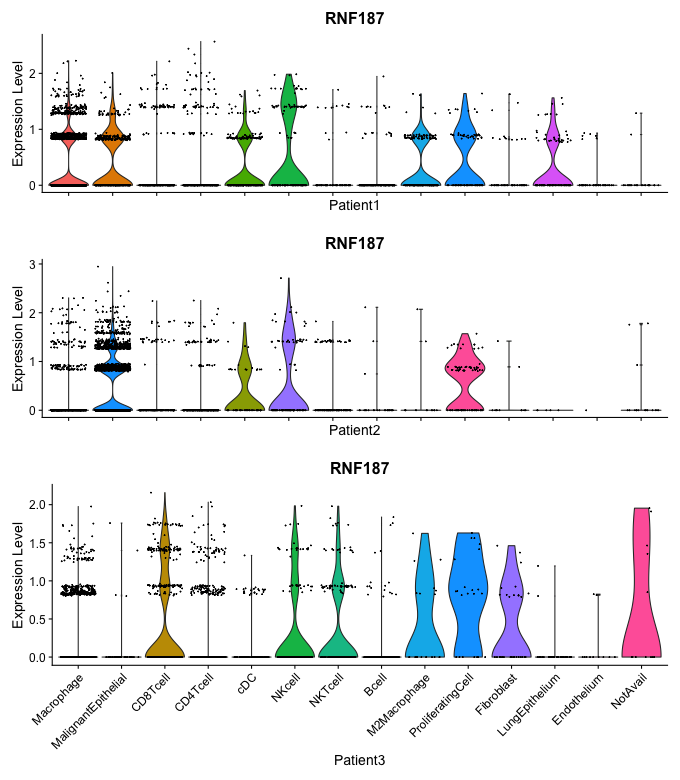 RNF187
Expression Level
2
1
0
Patient1
RNF187
Expression Level
3
2
1
0
Patient2
RNF187
Expression Level
2.0
1.5
1.0
0.5
0.0
Macrophage
MalignantEpithelial
CD8Tcell
CD4Tcell
cDC
NKcell
NKTcell
Bcell
M2Macrophage
ProliferatingCell
Fibroblast
LungEpithelium
Endothelium
NotAvail
Patient3